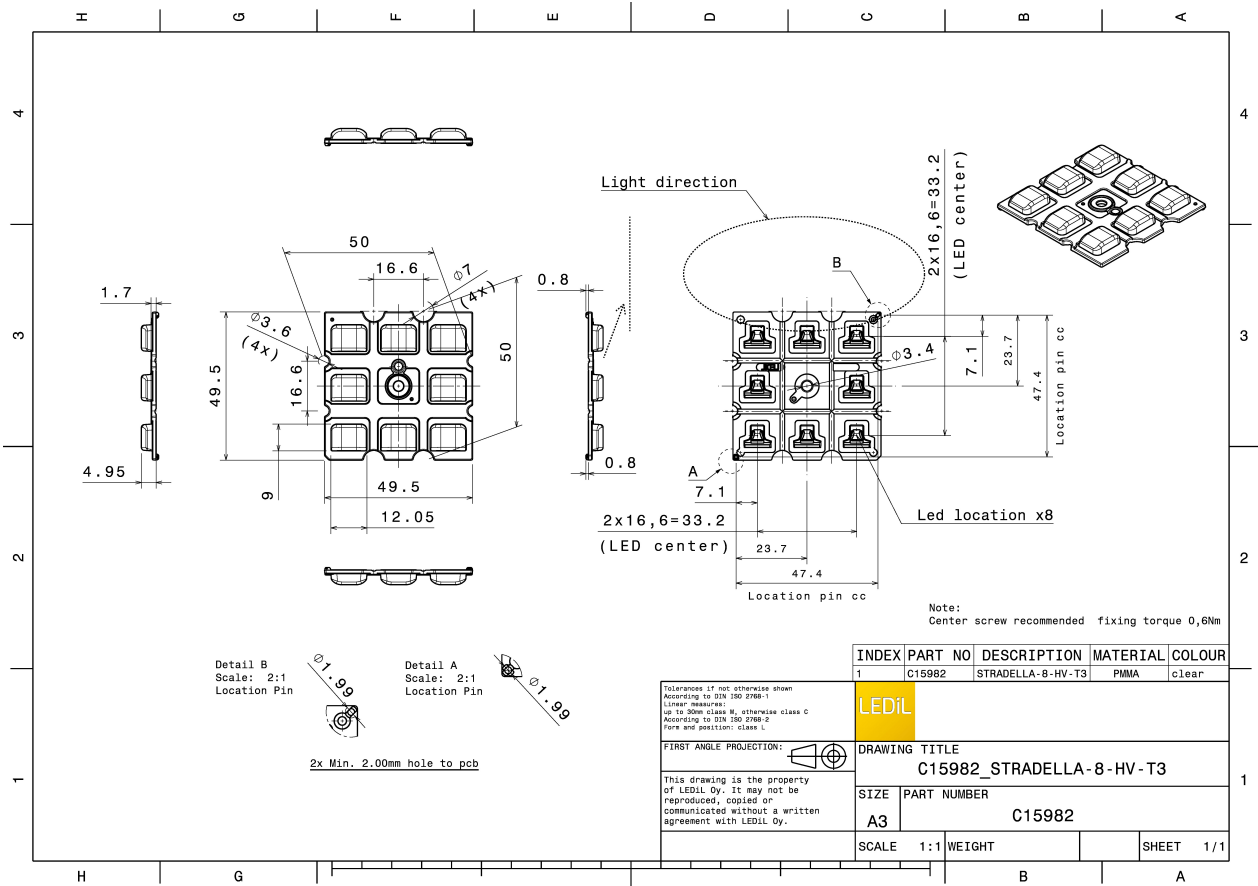 H G F E D C B A
4
4
Light direction
2x16,6=33.2
(LED center)
B
50
16.6
∅7
(4x)
0.8
1.7
∅3.6
(4x)
3
3
49.5
16.6
50
∅3.4
7.1
23.7
47.4
Location pin cc
4.95
9
49.5
12.05
0.8
A
7.1
2x16,6=33.2
(LED center)
23.7
47.4
Location pin cc
Led location x8
2
2
Note:
Center screw recommended fixing torque 0,6Nm
Detail B
Scale: 2:1
Location Pin
∅1.99
Detail A
Scale: 2:1
Location Pin
∅1.99
2x Min. 2.00mm hole to pcb
INDEX PART NO DESCRIPTION MATERIAL COLOUR
1 C15982 STRADELLA-8-HV-T3 PMMA clear
Tolerances if not otherwise shown
According to DIN ISO 2768-1
Linear measures:
up to 30mm class M, otherwise class C
According to DIN ISO 2768-2
Form and position: class L
LEDiL
FIRST ANGLE PROJECTION:
DRAWING TITLE
C15982_STRADELLA-8-HV-T3
This drawing is the property
of LEDiL Oy. It may not be
reproduced, copied or
communicated without a written
agreement with LEDiL Oy.
SIZE PART NUMBER
A3 C15982
SCALE 1:1 WEIGHT SHEET 1/1
1
1
H G B A